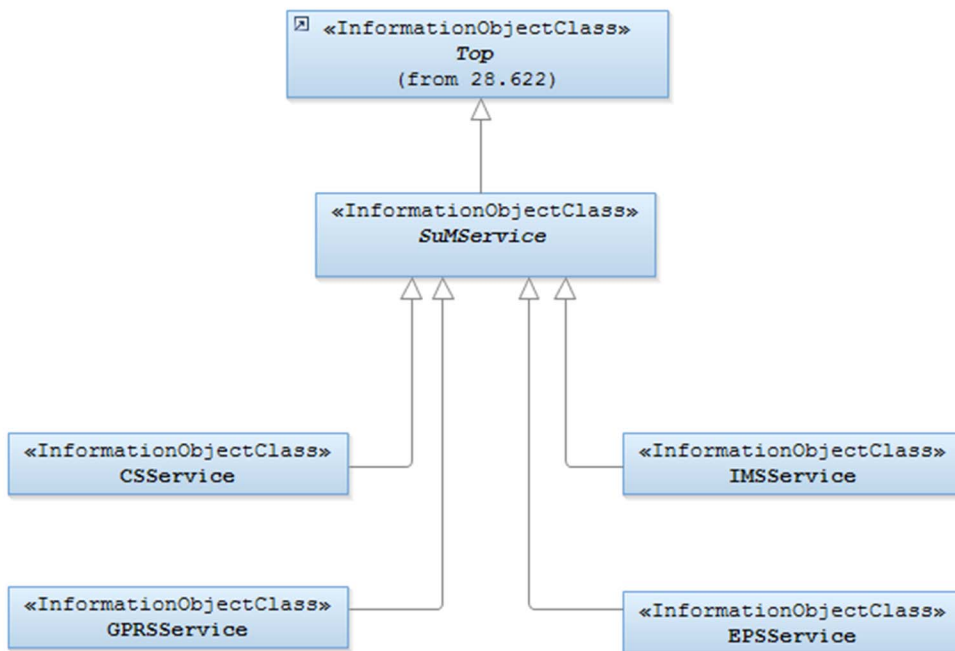 «InformationObjectClass»
Top
(from 28.622)
«InformationObjectClass»
SuMService
«InformationObjectClass»
CSService
«InformationObjectClass»
IMSService
«InformationObjectClass»
GPRSService
«InformationObjectClass»
EPSService